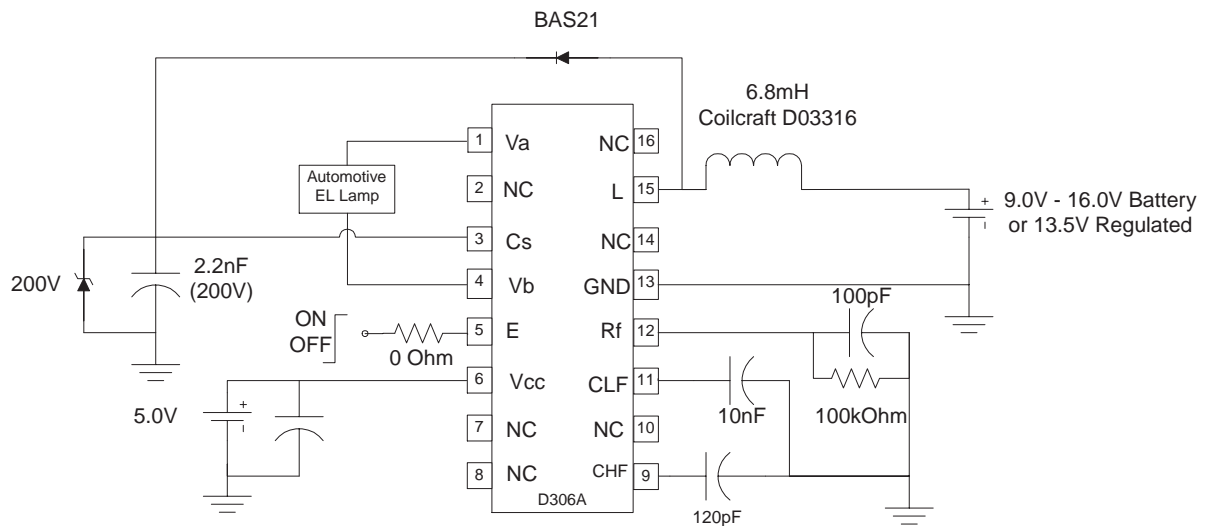 BAS21
6.8mH
Coilcraft D03316
1 Va
NC 16
Automotive
EL Lamp
2 NC
L 15
+
-
9.0V - 16.0V Battery
or 13.5V Regulated
3 Cs
NC 14
200V
2.2nF
(200V)
4 Vb
GND 13
100pF
ON
OFF
0 Ohm
5 E
Rf 12
100kOhm
6 Vcc
CLF 11
10nF
5.0V
+
-
7 NC
NC 10
8 NC
CHF 9
120pF
D306A